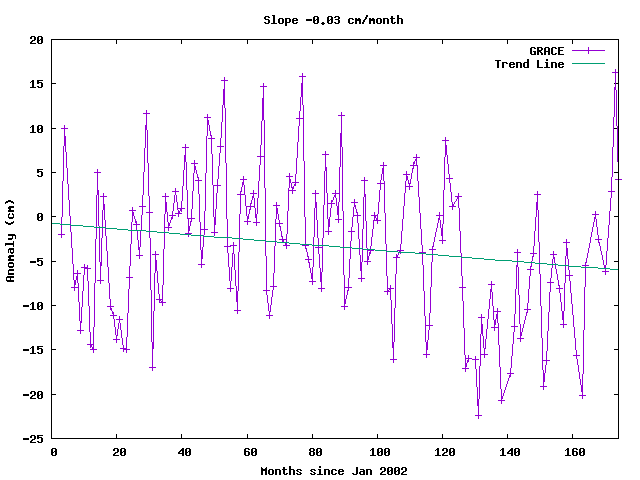 Slope -0.03 cm/month
GRACE
Trend Line
20
15
10
5
0
-5
-10
-15
-20
-25
Anomaly (cm)
0 20 40 60 80 100 120 140 160
Months since Jan 2002